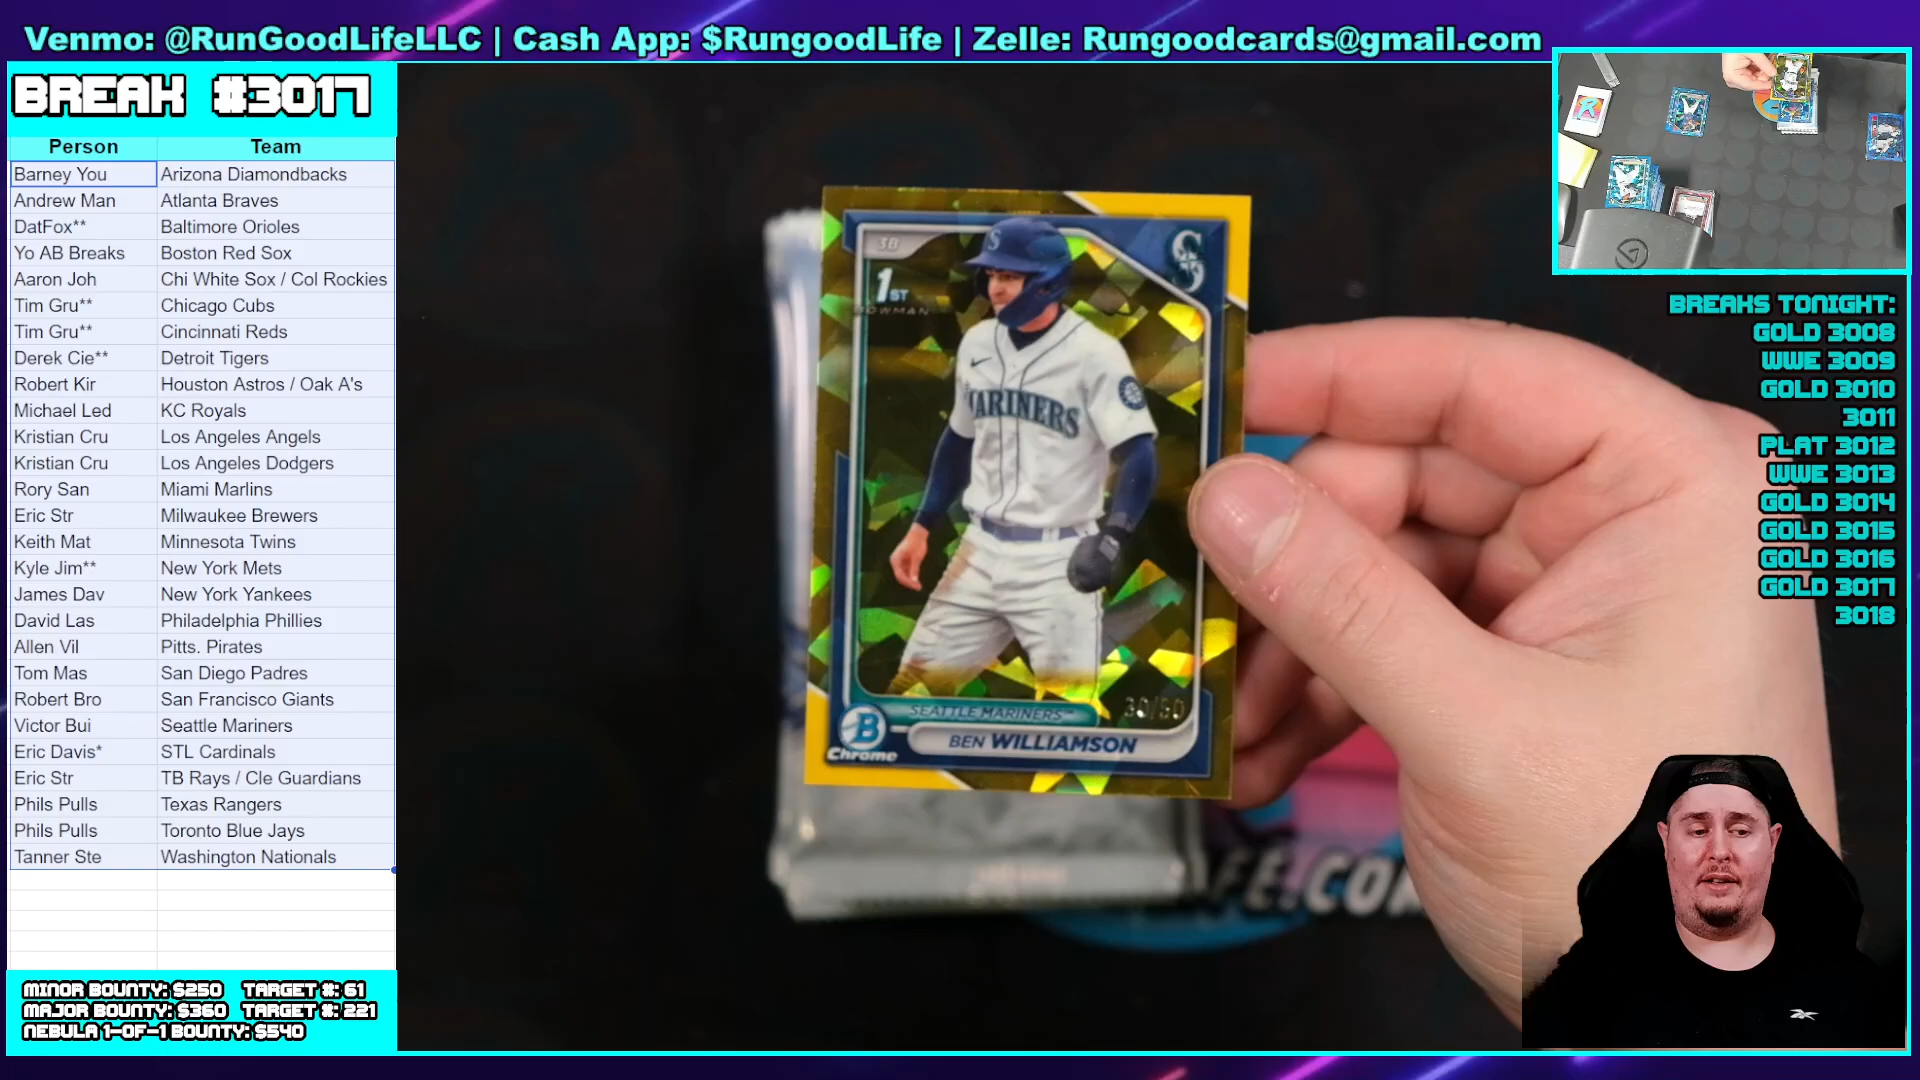 Venmo: @RunGoodLifeLLC | Cash App: $RungoodLife | Zelle: Rungoodcards@gmail.com
BREAK #3017
Person Team
Barney You Arizona Diamondbacks
Andrew Man Atlanta Braves
DatFox** Baltimore Orioles
Yo AB Breaks Boston Red Sox
Aaron Joh Chi White Sox / Col Rockies
Tim Gru** Chicago Cubs
Tim Gru** Cincinnati Reds
Derek Cie** Detroit Tigers
Robert Kir Houston Astros / Oak A's
Michael Led KC Royals
Kristian Cru Los Angeles Angels
Kristian Cru Los Angeles Dodgers
Rory San Miami Marlins
Eric Str Milwaukee Brewers
Keith Mat Minnesota Twins
Kyle Jim** New York Mets
James Dav New York Yankees
David Las Philadelphia Phillies
Allen Vil Pitts. Pirates
Tom Mas San Diego Padres
Robert Bro San Francisco Giants
Victor Bui Seattle Mariners
Eric Davis* STL Cardinals
Eric Str TB Rays / Cle Guardians
Phils Pulls Texas Rangers
Phils Pulls Toronto Blue Jays
Tanner Ste Washington Nationals
MINOR BOUNTY: $250 TARGET #: 61
MAJOR BOUNTY: $360 TARGET #: 221
NEBULA 1-OF-1 BOUNTY: $540
3B
S
1ST
BOWMAN
MARINERS
30/50
SEATTLE MARINERS™
BEN WILLIAMSON
B
Chrome
FE.COM
R
BREAKS TONIGHT:
GOLD 3008
WWE 3009
GOLD 3010
3011
PLAT 3012
WWE 3013
GOLD 3014
GOLD 3015
GOLD 3016
GOLD 3017
3018